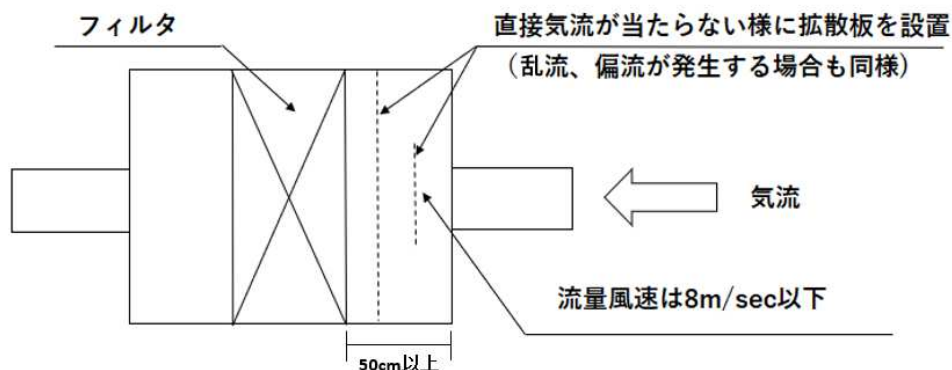 フィルタ
直接気流が当たらない様に拡散板を設置
（乱流、偏流が発生する場合も同様）
気流
流量風速は8m/sec以下
50cm以上